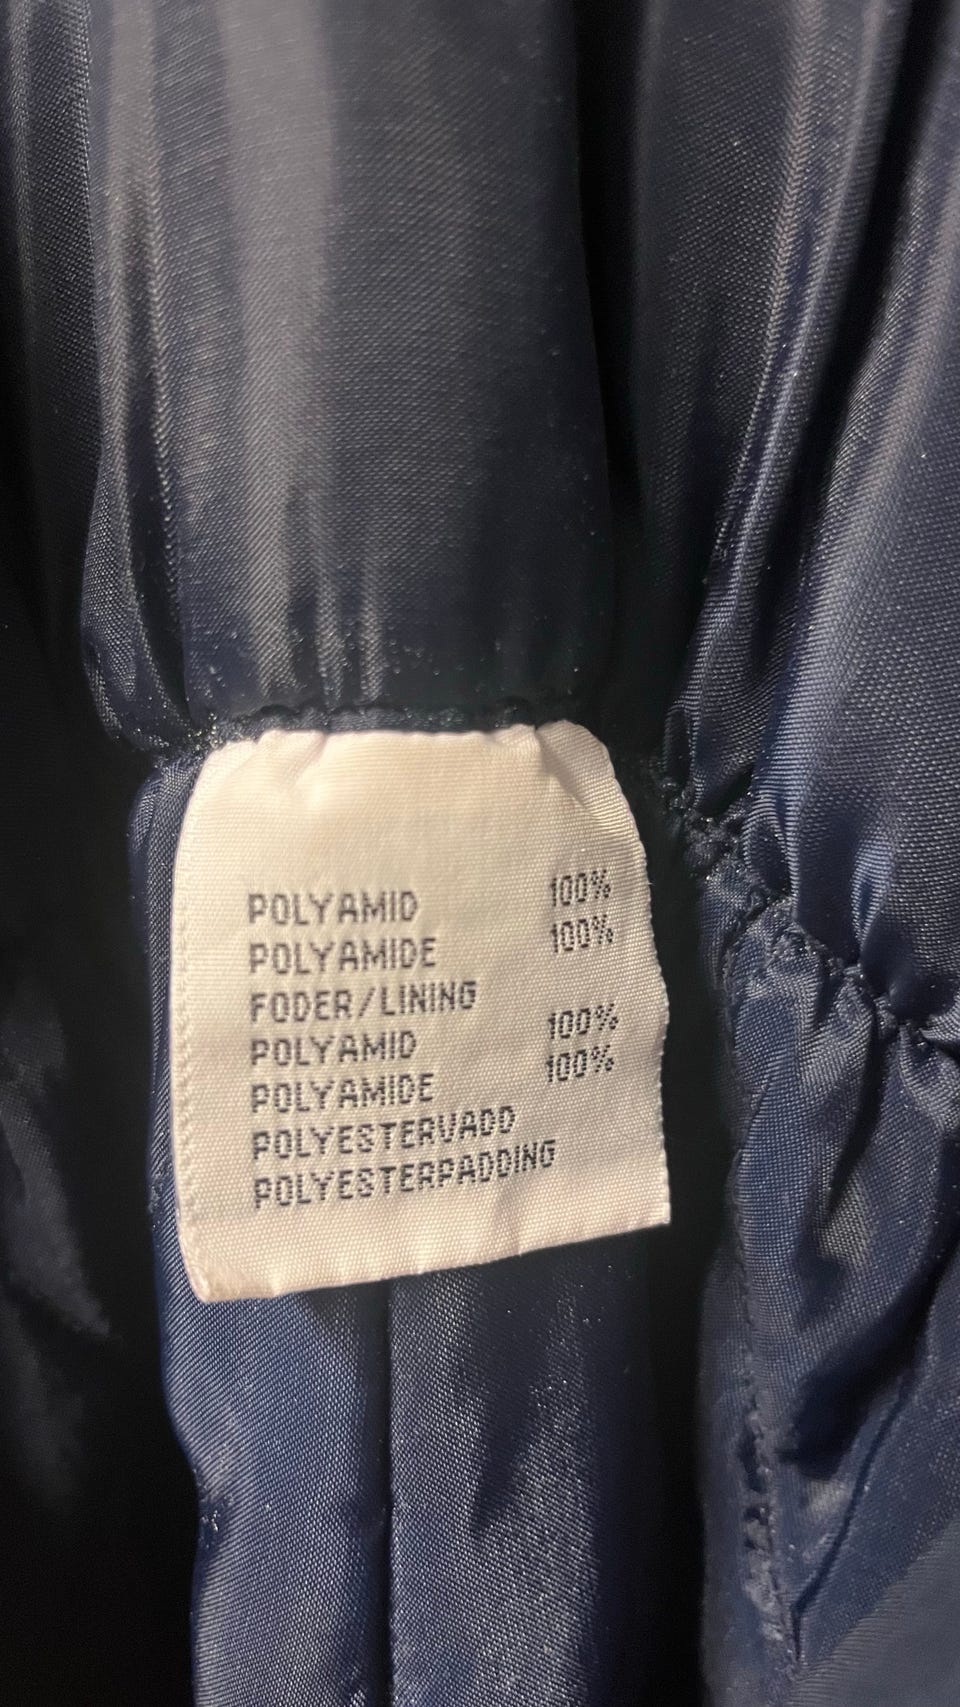 POLYAMID 100%
POLYAMIDE 100%
FODER/LINING
POLYAMID 100%
POLYAMIDE 100%
POLYESTERVADD
POLYESTERPADDING